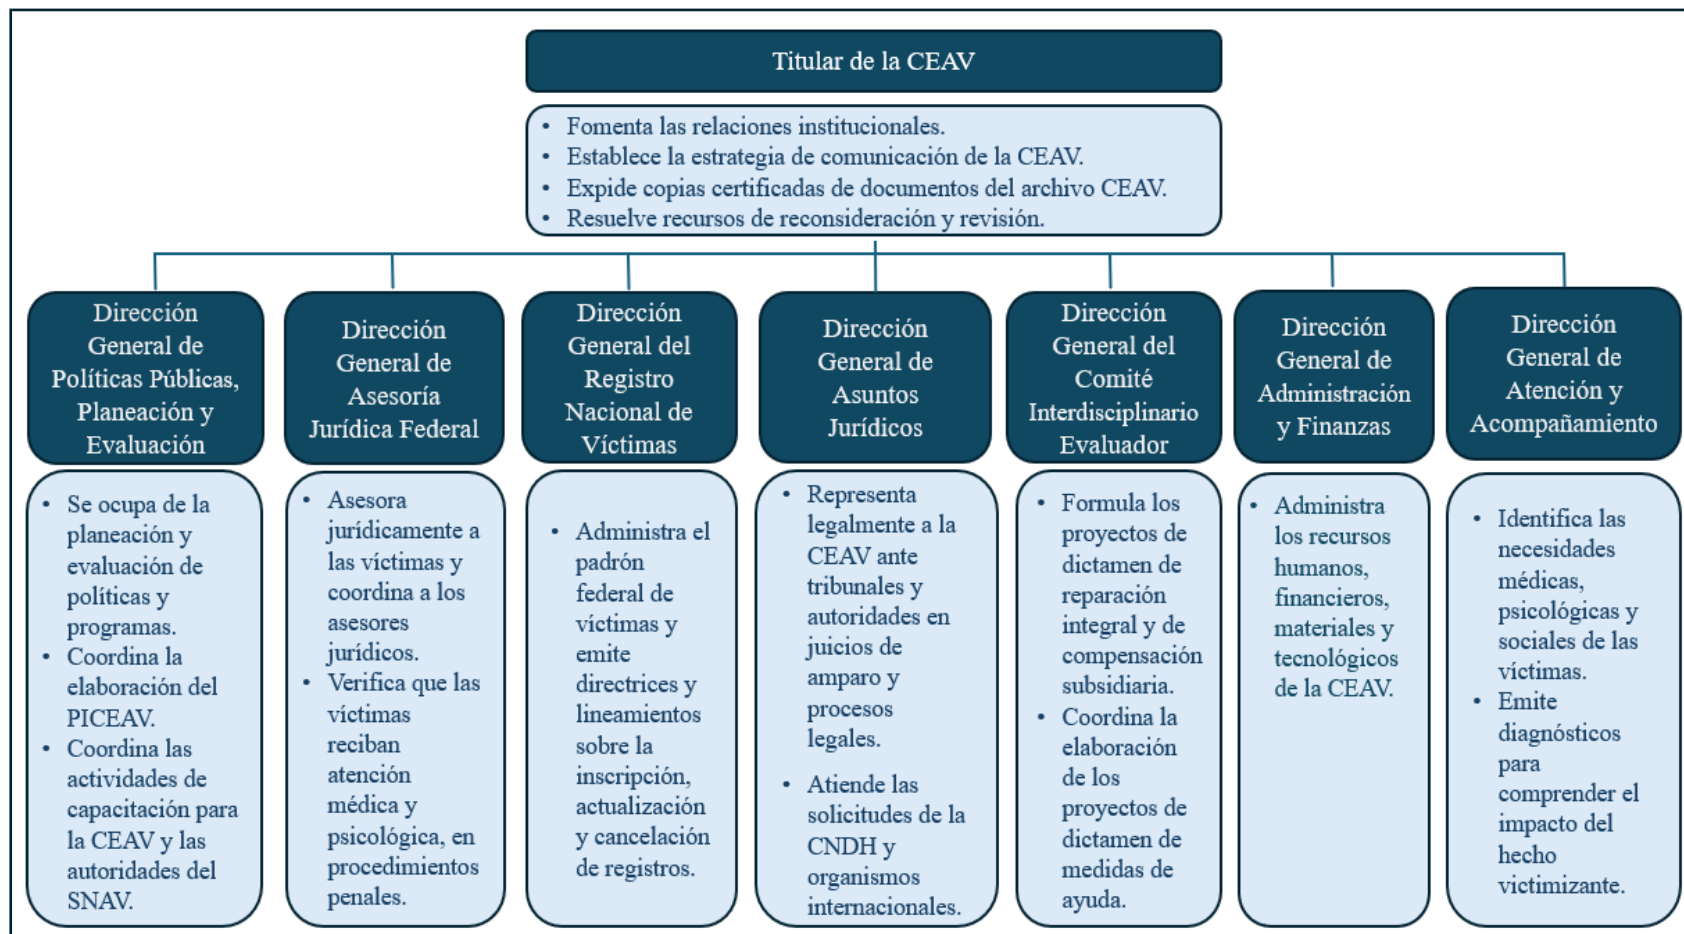 Titular de la CEAV
• Fomenta las relaciones institucionales.
• Establece la estrategia de comunicación de la CEAV.
• Expide copias certificadas de documentos del archivo CEAV.
• Resuelve recursos de reconsideración y revisión.
Dirección
General de
Políticas Públicas,
Planeación y
Evaluación
• Se ocupa de la
planeación y
evaluación de
políticas y
programas.
• Coordina la
elaboración del
PICEAV.
• Coordina las
actividades de
capacitación para
la CEAV y las
autoridades del
SNAV.
Dirección
General de
Asesoría
Jurídica Federal
• Asesora
jurídicamente a
las víctimas y
coordina a los
asesores
jurídicos.
• Verifica que las
víctimas
reciban
atención
médica y
psicológica, en
procedimientos
penales.
Dirección
General del
Registro
Nacional de
Víctimas
• Administra el
padrón
federal de
víctimas y
emite
directrices y
lineamientos
sobre la
inscripción,
actualización
y cancelación
de registros.
Dirección
General de
Asuntos
Jurídicos
• Representa
legalmente a la
CEAV ante
tribunales y
autoridades en
juicios de
amparo y
procesos
legales.
• Atiende las
solicitudes de la
CNDH y
organismos
internacionales.
Dirección
General del
Comité
Interdisciplinario
Evaluador
• Formula los
proyectos de
dictamen de
reparación
integral y de
compensación
subsidiaria.
• Coordina la
elaboración
de los
proyectos de
dictamen de
medidas de
ayuda.
Dirección
General de
Administración
y Finanzas
• Administra
los recursos
humanos,
financieros,
materiales y
tecnológicos
de la CEAV.
Dirección
General de
Atención y
Acompañamiento
• Identifica las
necesidades
médicas,
psicológicas y
sociales de las
víctimas.
• Emite
diagnósticos
para
comprender el
impacto del
hecho
victimizante.